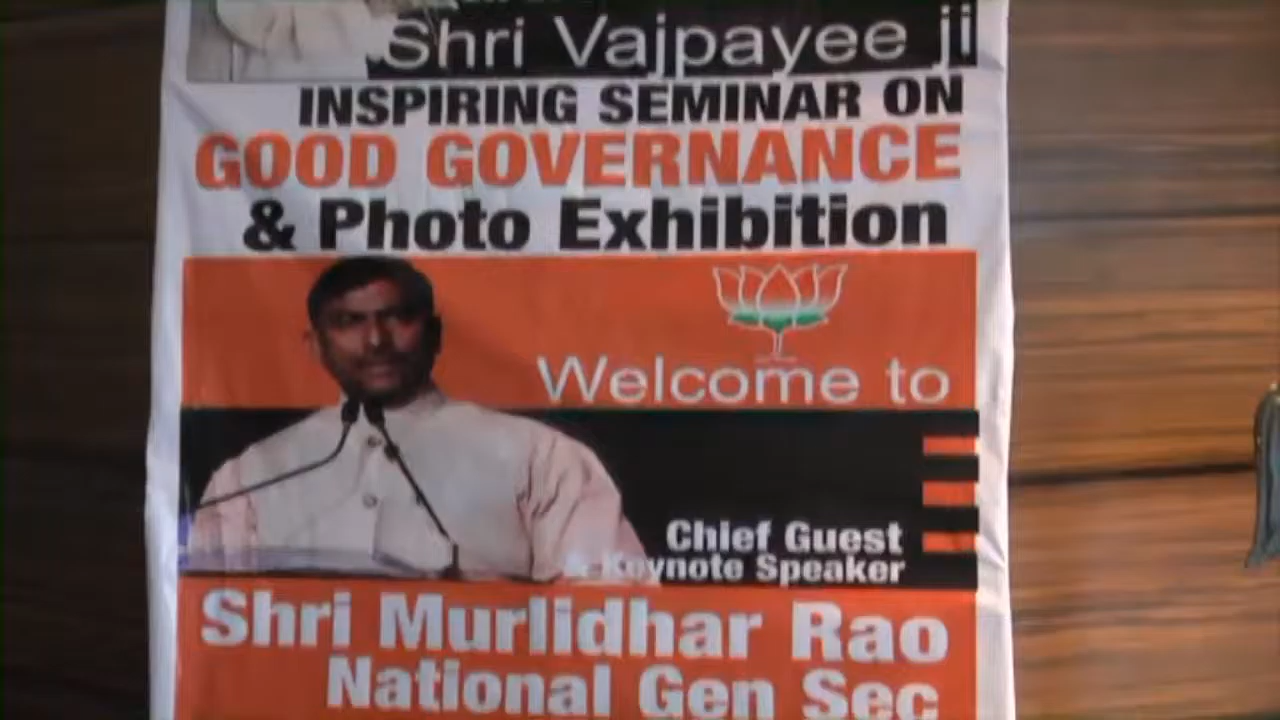 Shri Vajpayee ji
INSPIRING SEMINAR ON
GOOD GOVERNANCE
& Photo Exhibition
Welcome to
Chief Guest
& Keynote Speaker
Shri Murlidhar Rao
National Gen Sec